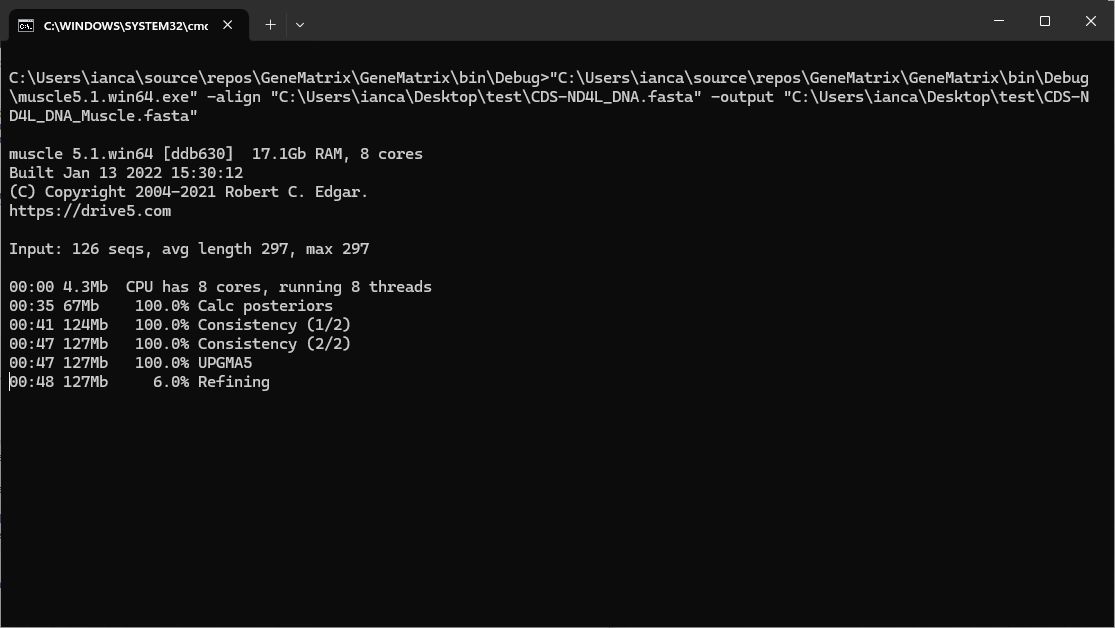 C:\WINDOWS\SYSTEM32\cmd
C:\Users\ianca\source\repos\GeneMatrix\GeneMatrix\bin\Debug>"C:\Users\ianca\source\repos\GeneMatrix\GeneMatrix\bin\Debug
\muscle5.1.win64.exe" -align "C:\Users\ianca\Desktop\test\CDS-ND4L_DNA.fasta" -output "C:\Users\ianca\Desktop\test\CDS-N
D4L_DNA_Muscle.fasta"
muscle 5.1.win64 [ddb630]  17.1Gb RAM, 8 cores
Built Jan 13 2022 15:30:12
(C) Copyright 2004-2021 Robert C. Edgar.
https://drive5.com
Input: 126 seqs, avg length 297, max 297
00:00 4.3Mb  CPU has 8 cores, running 8 threads
00:35 67Mb    100.0% Calc posteriors
00:41 124Mb   100.0% Consistency (1/2)
00:47 127Mb   100.0% Consistency (2/2)
00:47 127Mb   100.0% UPGMA5
00:48 127Mb     6.0% Refining